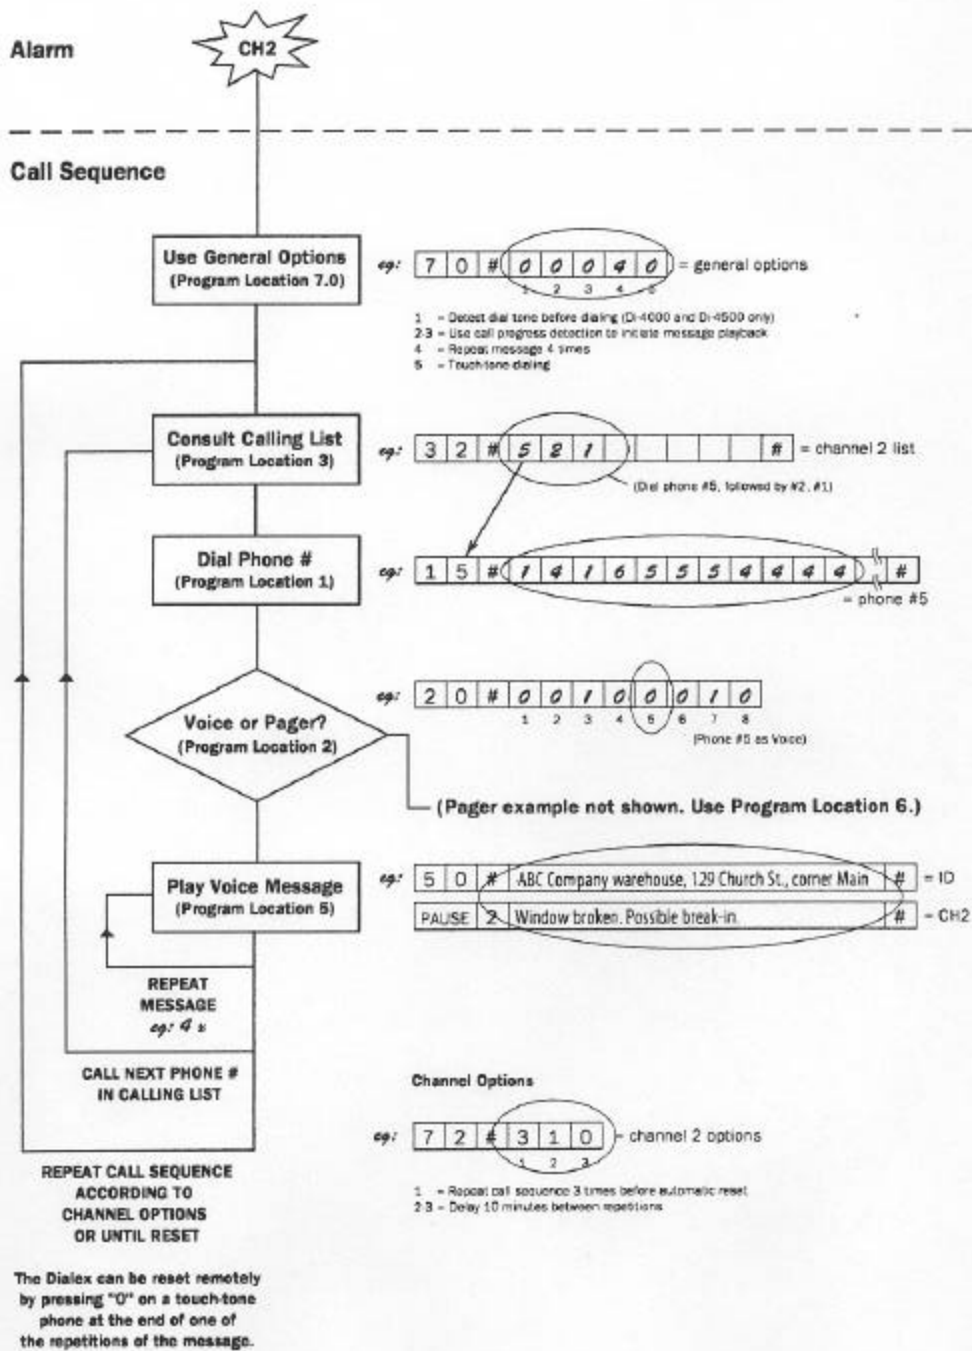 Alarm
CH2
Call Sequence
Use General Options
(Program Location 7.0)
eg: 7 0 # 0 0 0 4 0 = general options
1 2 3 4 5
1 = Detect dial tone before dialing (Di-4000 and Di-4500 only)
2-3 = Use call progress detection to initiate message playback
4 = Repeat message 4 times
5 = Touch-tone dialing
Consult Calling List
(Program Location 3)
eg: 3 2 # 5 2 1 # = channel 2 list
(Dial phone #5, followed by #2, #1)
Dial Phone #
(Program Location 1)
eg: 1 5 # 1 4 1 6 5 5 5 4 4 4 4 #
= phone #5
Voice or Pager?
(Program Location 2)
eg: 2 0 # 0 0 1 0 0 0 1 0
1 2 3 4 5 6 7 8
(Phone #5 as Voice)
(Pager example not shown. Use Program Location 6.)
Play Voice Message
(Program Location 5)
eg: 5 0 # ABC Company warehouse, 129 Church St., corner Main # = ID
PAUSE 2 Window broken. Possible break-in. # = CH2
REPEAT
MESSAGE
eg: 4 x
CALL NEXT PHONE #
IN CALLING LIST
Channel Options
eg: 7 2 # 3 1 0 = channel 2 options
1 2 3
1 = Repeat call sequence 3 times before automatic reset
2-3 = Delay 10 minutes between repetitions
REPEAT CALL SEQUENCE
ACCORDING TO
CHANNEL OPTIONS
OR UNTIL RESET
The Dialex can be reset remotely
by pressing "0" on a touch-tone
phone at the end of one of
the repetitions of the message.